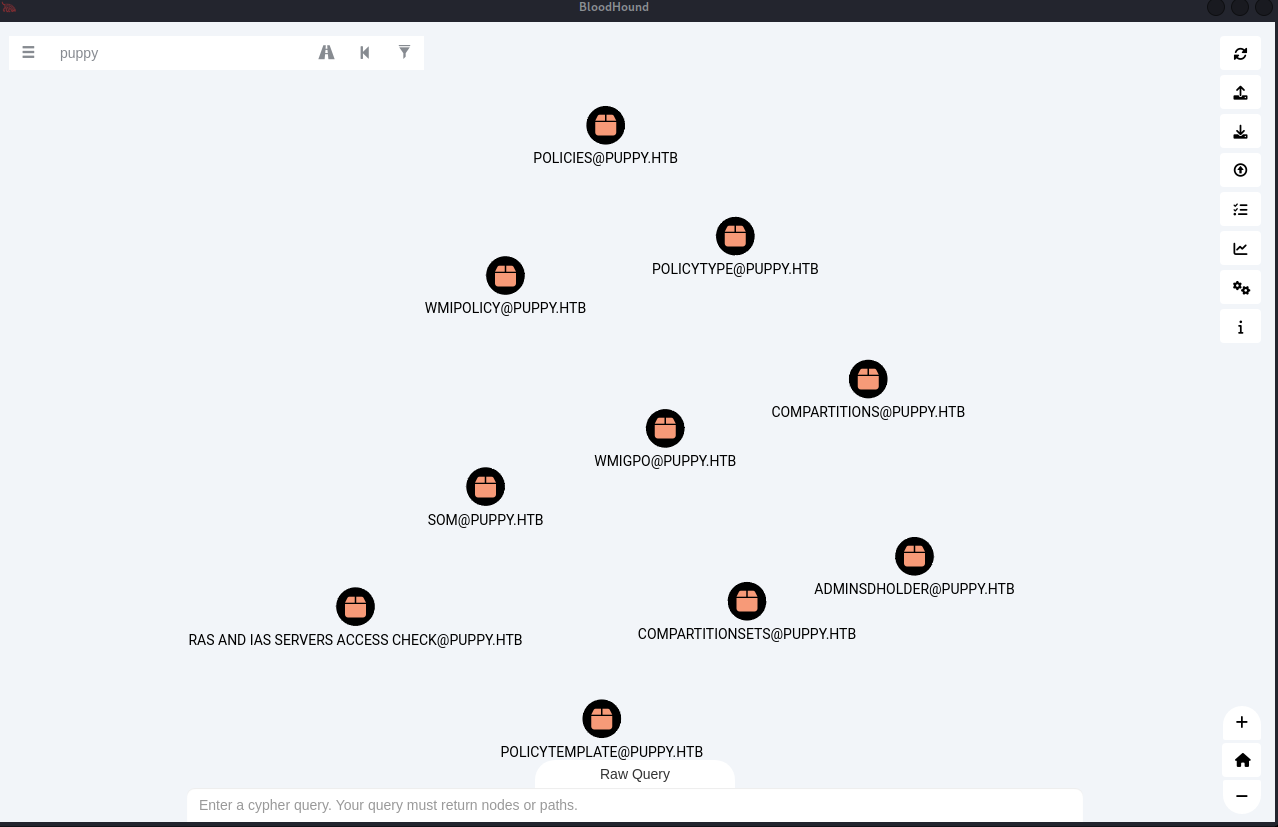 BloodHound
puppy
POLICIES@PUPPY.HTB
POLICYTYPE@PUPPY.HTB
WMIPOLICY@PUPPY.HTB
COMPARTITIONS@PUPPY.HTB
WMIGPO@PUPPY.HTB
SOM@PUPPY.HTB
ADMINSDHOLDER@PUPPY.HTB
COMPARTITIONSETS@PUPPY.HTB
RAS AND IAS SERVERS ACCESS CHECK@PUPPY.HTB
POLICYTEMPLATE@PUPPY.HTB
Raw Query
Enter a cypher query. Your query must return nodes or paths.